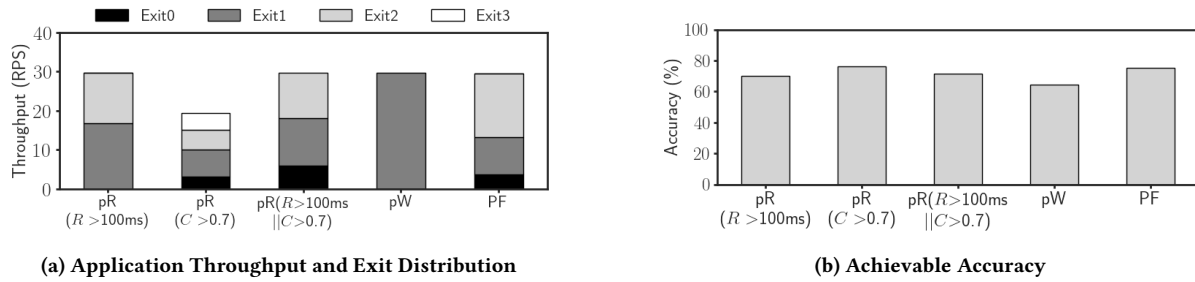 Exit0 Exit1 Exit2 Exit3
Throughput (RPS)
40
30
20
10
0
pR
(R >100ms)
pR
(C >0.7)
pR(R>100ms
||C>0.7)
pW
PF
(a) Application Throughput and Exit Distribution
Accuracy (%)
100
80
60
40
20
0
pR
(R >100ms)
pR
(C >0.7)
pR(R>100ms
||C>0.7)
pW
PF
(b) Achievable Accuracy